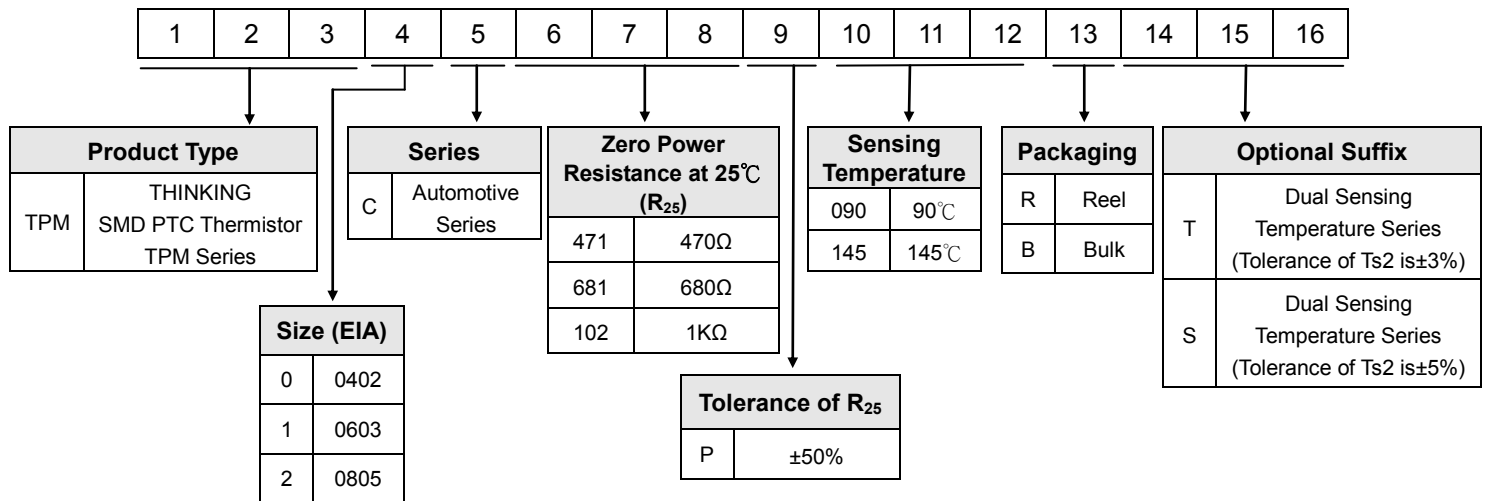 1 2 3 4 5 6 7 8 9 10 11 12 13 14 15 16
Product Type
TPM
THINKING
SMD PTC Thermistor
TPM Series
Size (EIA)
0 0402
1 0603
2 0805
Series
C
Automotive
Series
Zero Power
Resistance at 25℃
(R25)
471 470Ω
681 680Ω
102 1KΩ
Tolerance of R25
P ±50%
Sensing
Temperature
090 90℃
145 145℃
Packaging
R Reel
B Bulk
Optional Suffix
T
Dual Sensing
Temperature Series
(Tolerance of Ts2 is±3%)
S
Dual Sensing
Temperature Series
(Tolerance of Ts2 is±5%)